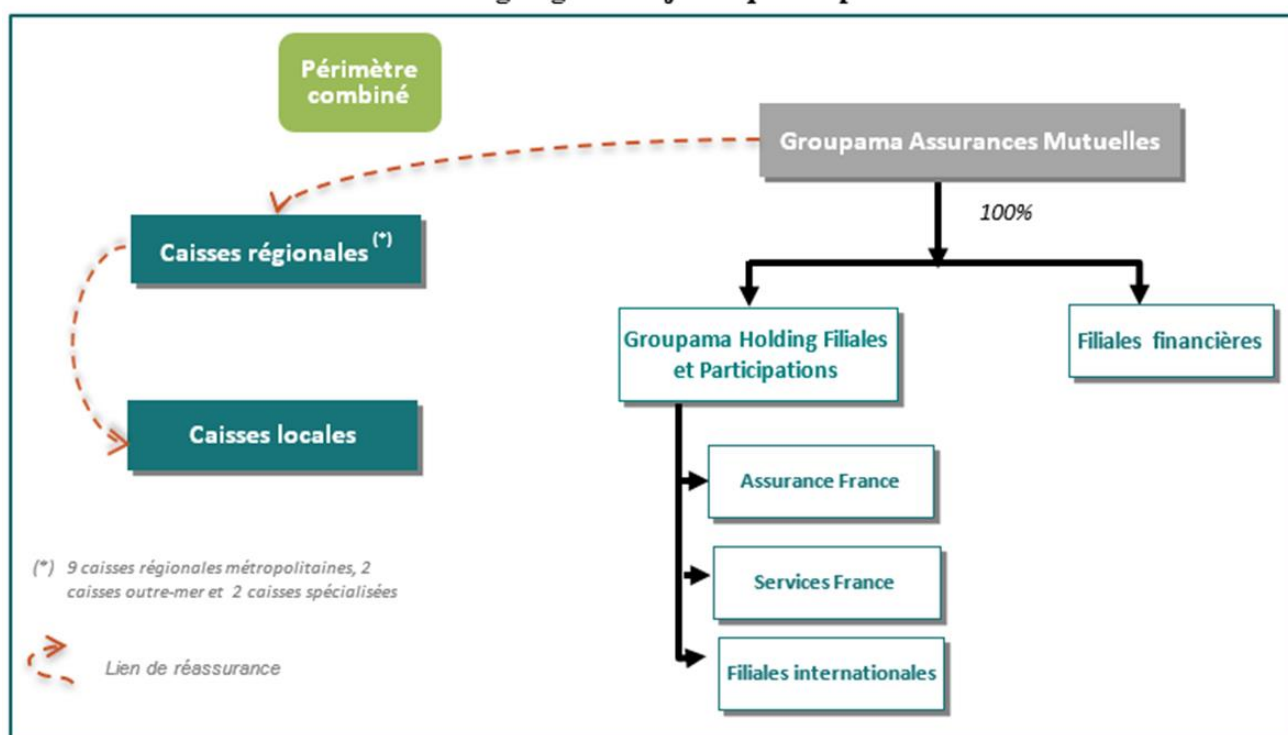 Périmètre
combiné
Groupama Assurances Mutuelles
100%
Caisses régionales (*)
Groupama Holding Filiales
et Participations
Filiales financières
Caisses locales
Assurance France
Services France
Filiales internationales
(*) 9 caisses régionales métropolitaines, 2
caisses outre-mer et 2 caisses spécialisées
Lien de réassurance